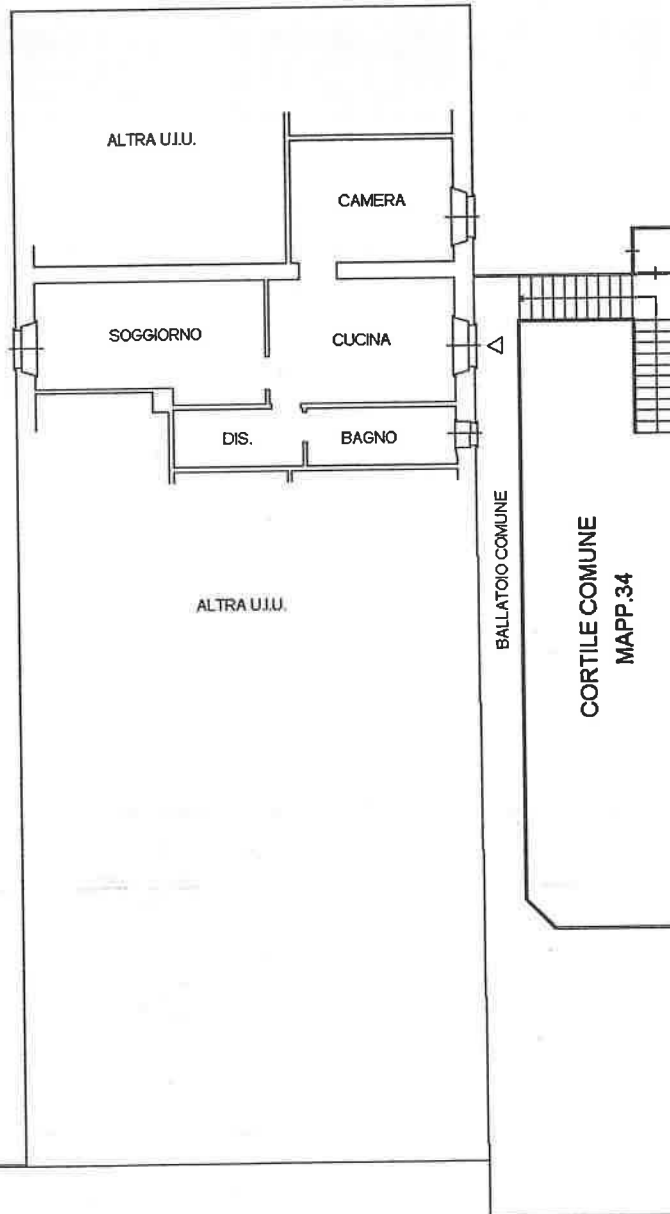 ALTRA U.I.U.
CAMERA
SOGGIORNO
CUCINA
DIS.
BAGNO
BALLATOIO COMUNE
CORTILE COMUNE
MAPP.34
ALTRA U.I.U.